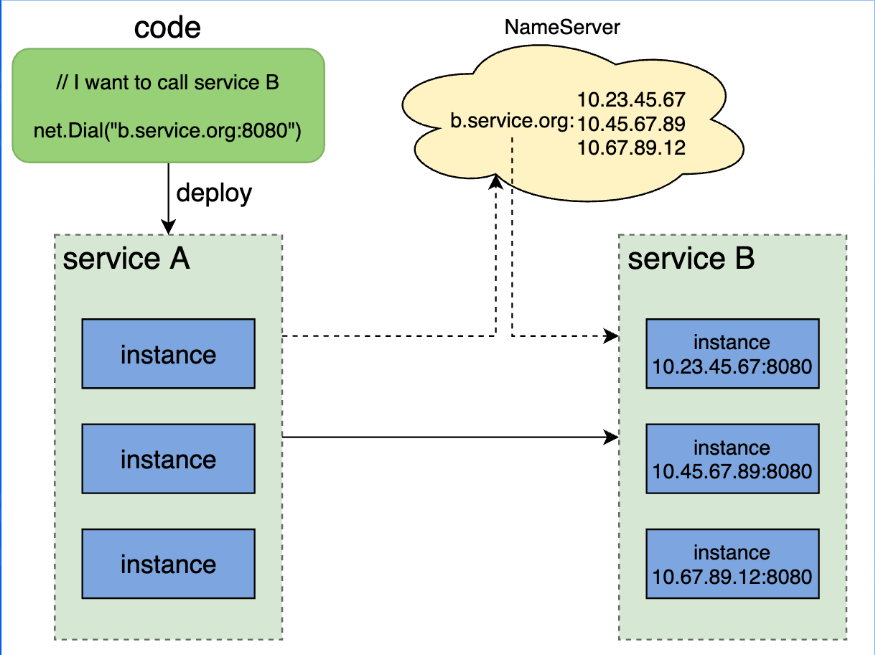 code
NameServer
// I want to call service B
net.Dial("b.service.org:8080")
10.23.45.67
b.service.org:
10.45.67.89
10.67.89.12
deploy
service A
service B
instance
instance
10.23.45.67:8080
instance
instance
10.45.67.89:8080
instance
instance
10.67.89.12:8080